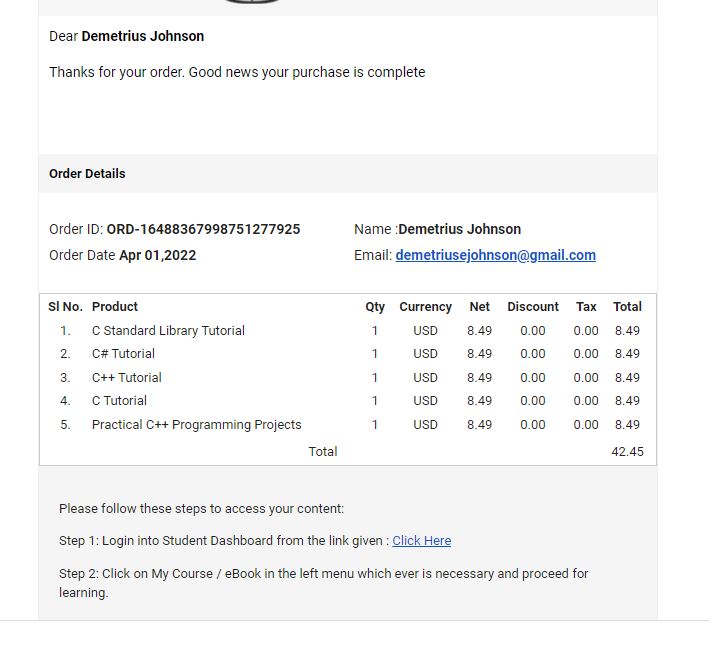 Dear Demetrius Johnson
Thanks for your order. Good news your purchase is complete
Order Details
Order ID: ORD-16488367998751277925 Name :Demetrius Johnson
Order Date Apr 01,2022 Email: demetriusejohnson@gmail.com
Sl No. Product Qty Currency Net Discount Tax Total
1. C Standard Library Tutorial 1 USD 8.49 0.00 0.00 8.49
2. C# Tutorial 1 USD 8.49 0.00 0.00 8.49
3. C++ Tutorial 1 USD 8.49 0.00 0.00 8.49
4. C Tutorial 1 USD 8.49 0.00 0.00 8.49
5. Practical C++ Programming Projects 1 USD 8.49 0.00 0.00 8.49
Total 42.45
Please follow these steps to access your content:
Step 1: Login into Student Dashboard from the link given : Click Here
Step 2: Click on My Course / eBook in the left menu which ever is necessary and proceed for
learning.